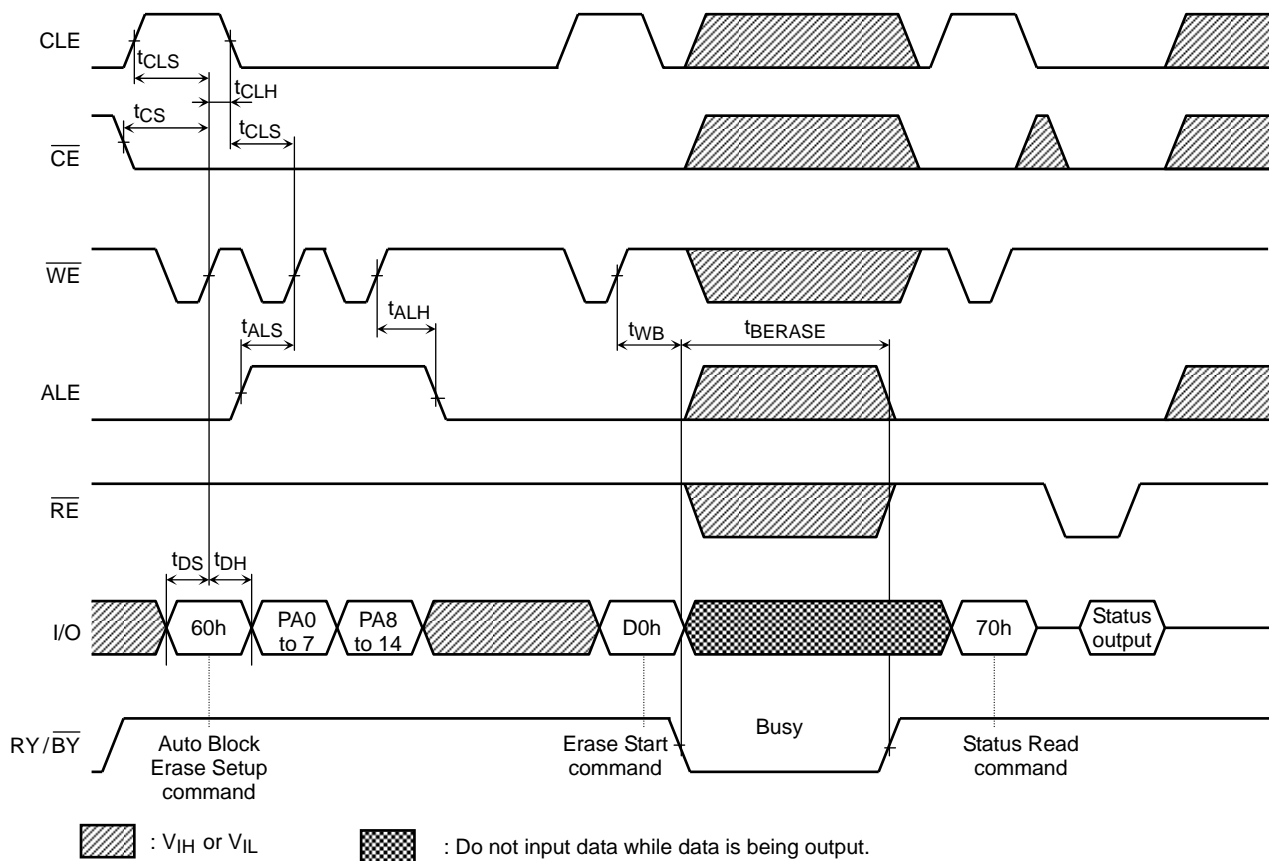 CLE
tCLS
tCLH
tCS
tCLS
CE
WE
tALS
tALH
tWB
tBERASE
ALE
RE
tDS
tDH
I/O
60h
PA0
to 7
PA8
to 14
D0h
70h
Status
output
RY/BY
Busy
Auto Block
Erase Setup
command
Erase Start
command
Status Read
command
: VIH or VIL
: Do not input data while data is being output.